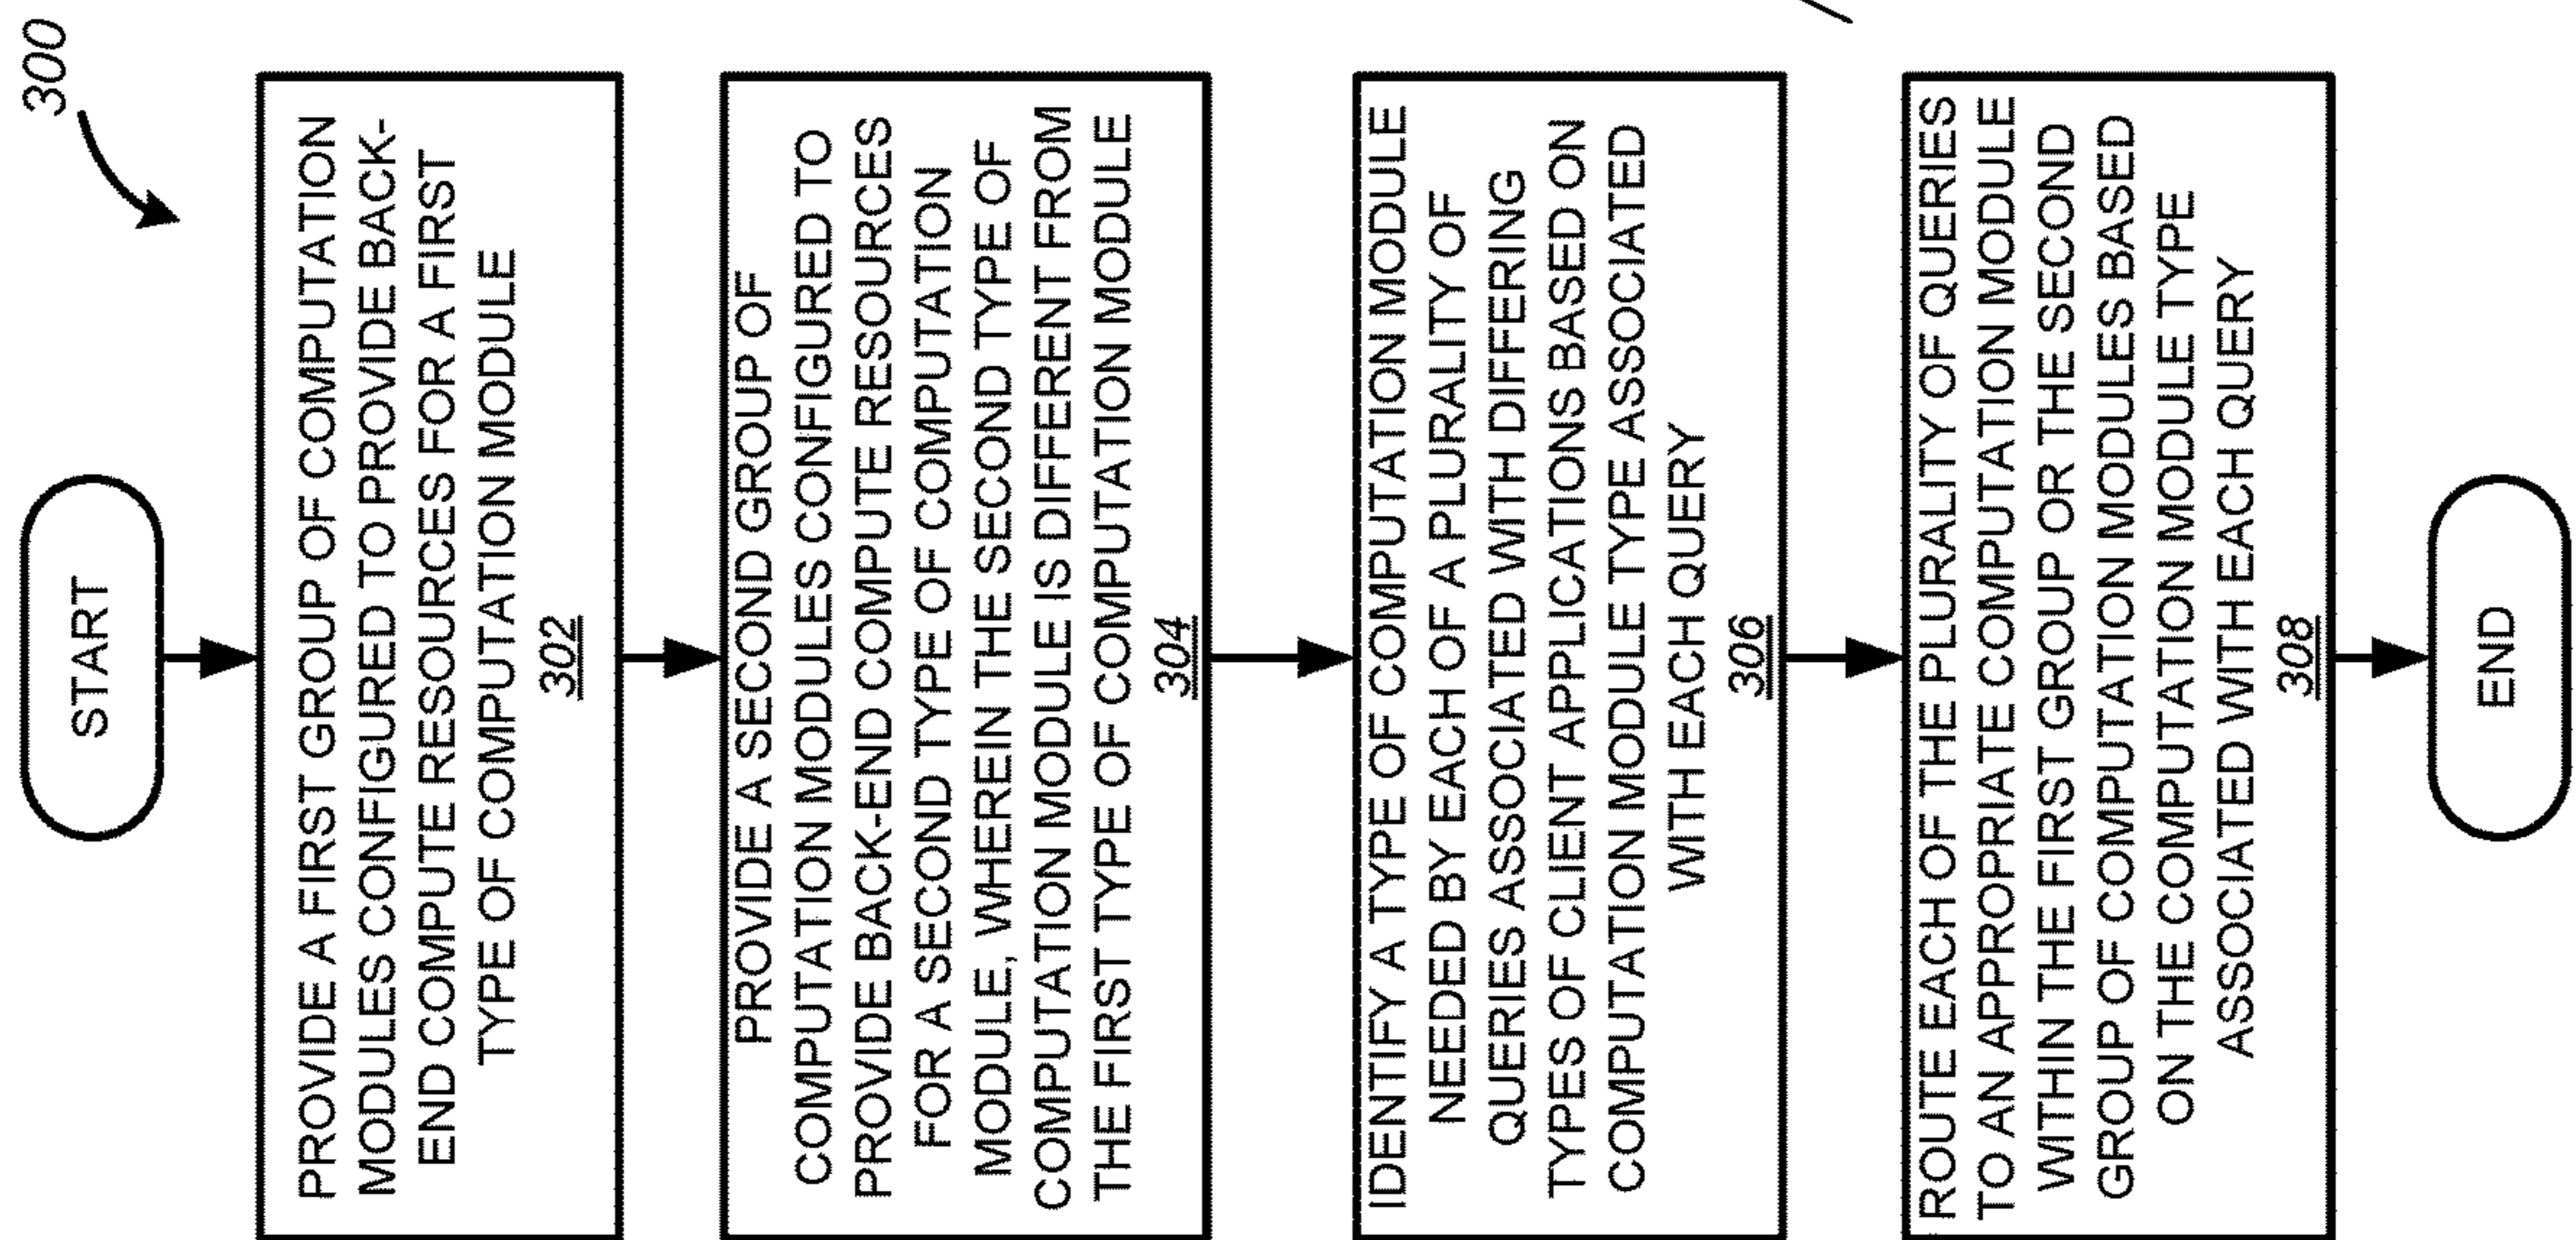 300
START
PROVIDE A FIRST GROUP OF COMPUTATION
MODULES CONFIGURED TO PROVIDE BACK-
END COMPUTE RESOURCES FOR A FIRST
TYPE OF COMPUTATION MODULE
302
PROVIDE A SECOND GROUP OF
COMPUTATION MODULES CONFIGURED TO
PROVIDE BACK-END COMPUTE RESOURCES
FOR A SECOND TYPE OF COMPUTATION
MODULE, WHEREIN THE SECOND TYPE OF
COMPUTATION MODULE IS DIFFERENT FROM
THE FIRST TYPE OF COMPUTATION MODULE
304
IDENTIFY A TYPE OF COMPUTATION MODULE
NEEDED BY EACH OF A PLURALITY OF
QUERIES ASSOCIATED WITH DIFFERING
TYPES OF CLIENT APPLICATIONS BASED ON
COMPUTATION MODULE TYPE ASSOCIATED
WITH EACH QUERY
306
ROUTE EACH OF THE PLURALITY OF QUERIES
TO AN APPROPRIATE COMPUTATION MODULE
WITHIN THE FIRST GROUP OR THE SECOND
GROUP OF COMPUTATION MODULES BASED
ON THE COMPUTATION MODULE TYPE
ASSOCIATED WITH EACH QUERY
308
END